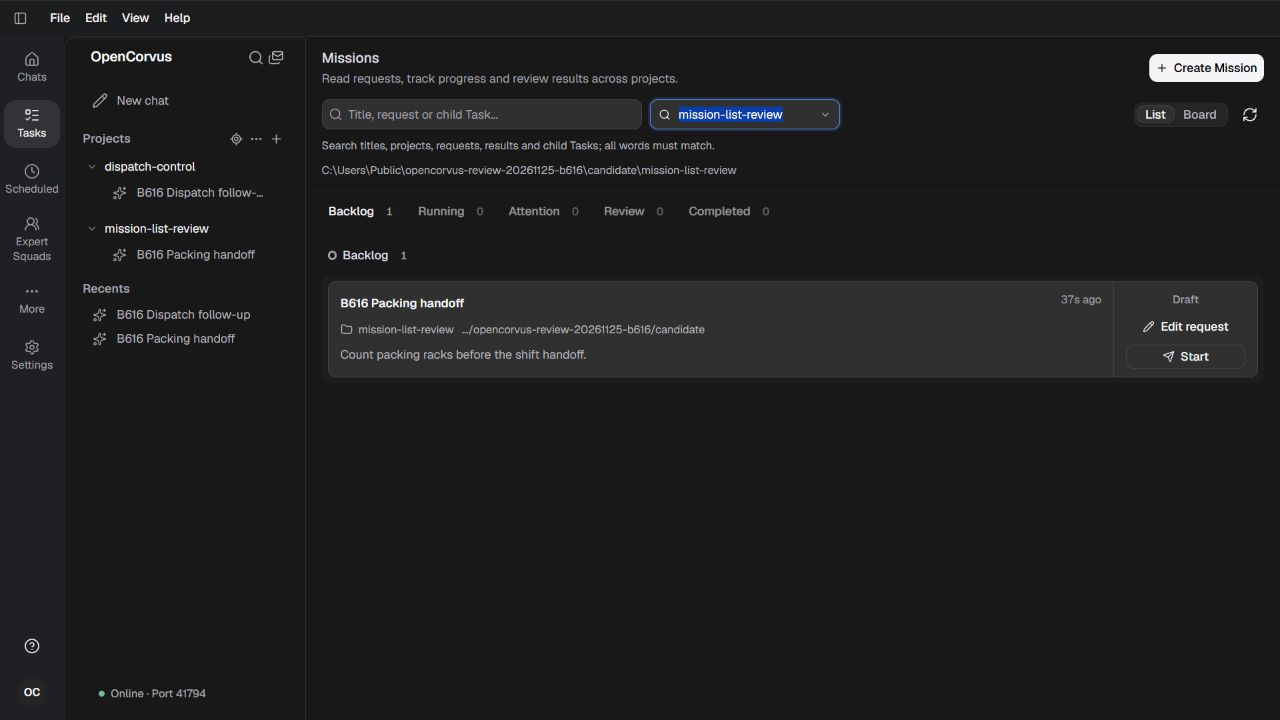 File Edit View Help
Chats
Tasks
Scheduled
Expert
Squads
More
Settings
OC
OpenCorvus
New chat
Projects
dispatch-control
B616 Dispatch follow-...
mission-list-review
B616 Packing handoff
Recents
B616 Dispatch follow-up
B616 Packing handoff
Online · Port 41794
Missions
Read requests, track progress and review results across projects.
+ Create Mission
Title, request or child Task...
mission-list-review
List Board
Search titles, projects, requests, results and child Tasks; all words must match.
C:\Users\Public\opencorvus-review-20261125-b616\candidate\mission-list-review
Backlog 1 Running 0 Attention 0 Review 0 Completed 0
Backlog 1
B616 Packing handoff
37s ago
mission-list-review .../opencorvus-review-20261125-b616/candidate
Count packing racks before the shift handoff.
Draft
Edit request
Start